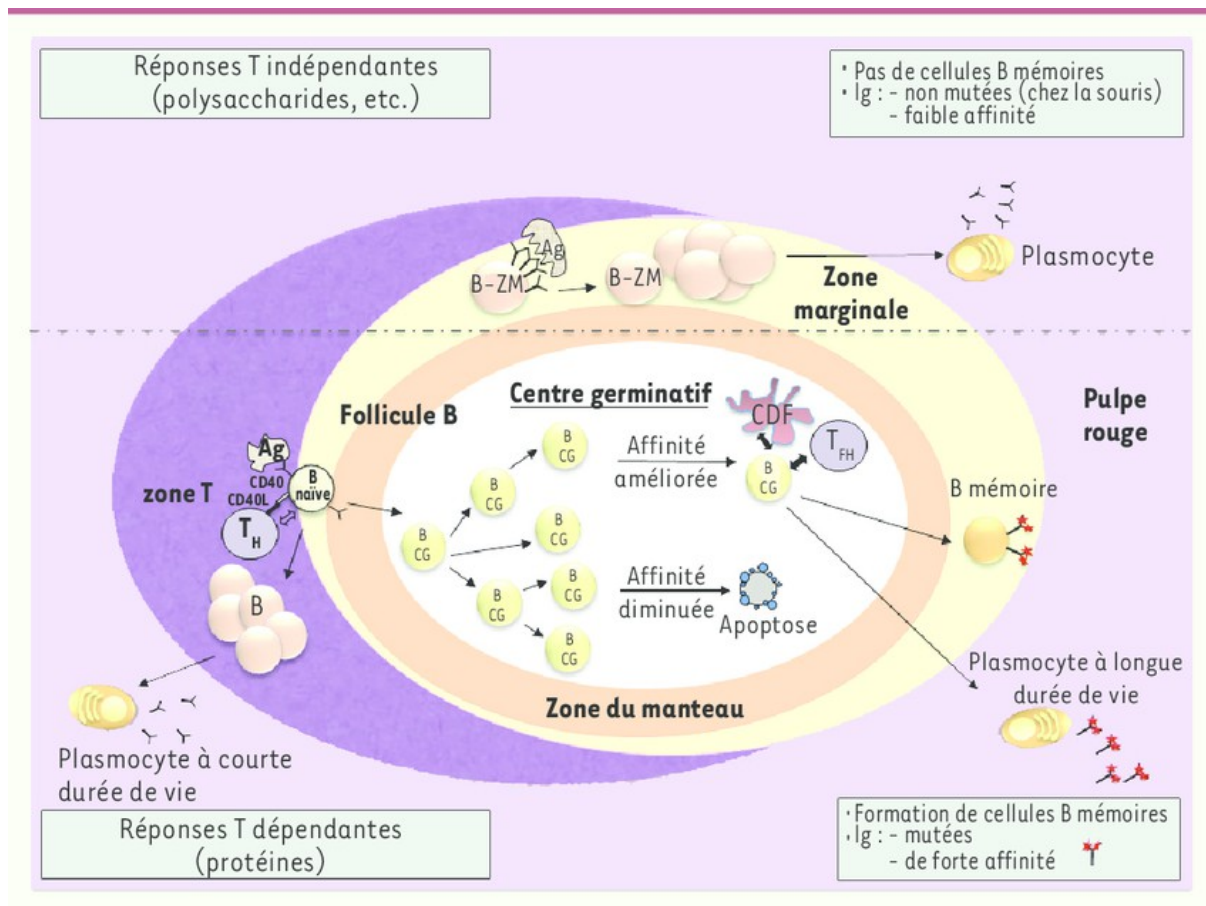 Réponses T indépendantes
(polysaccharides, etc.)
• Pas de cellules B mémoires
• Ig : - non mutées (chez la souris)
- faible affinité
Ag
B-ZM
B-ZM
Zone
marginale
Plasmocyte
Centre germinatif
Follicule B
CDF
TFH
B
CG
Affinité
améliorée
B
CG
B
CG
B
CG
B
CG
B
CG
B
CG
B
CG
B
CG
Affinité
diminuée
Apoptose
Pulpe
rouge
Ag
CD40
CD40L
B
naïve
TH
zone T
B
B mémoire
Zone du manteau
Plasmocyte à courte
durée de vie
Plasmocyte à longue
durée de vie
Réponses T dépendantes
(protéines)
• Formation de cellules B mémoires
• Ig : - mutées
- de forte affinité